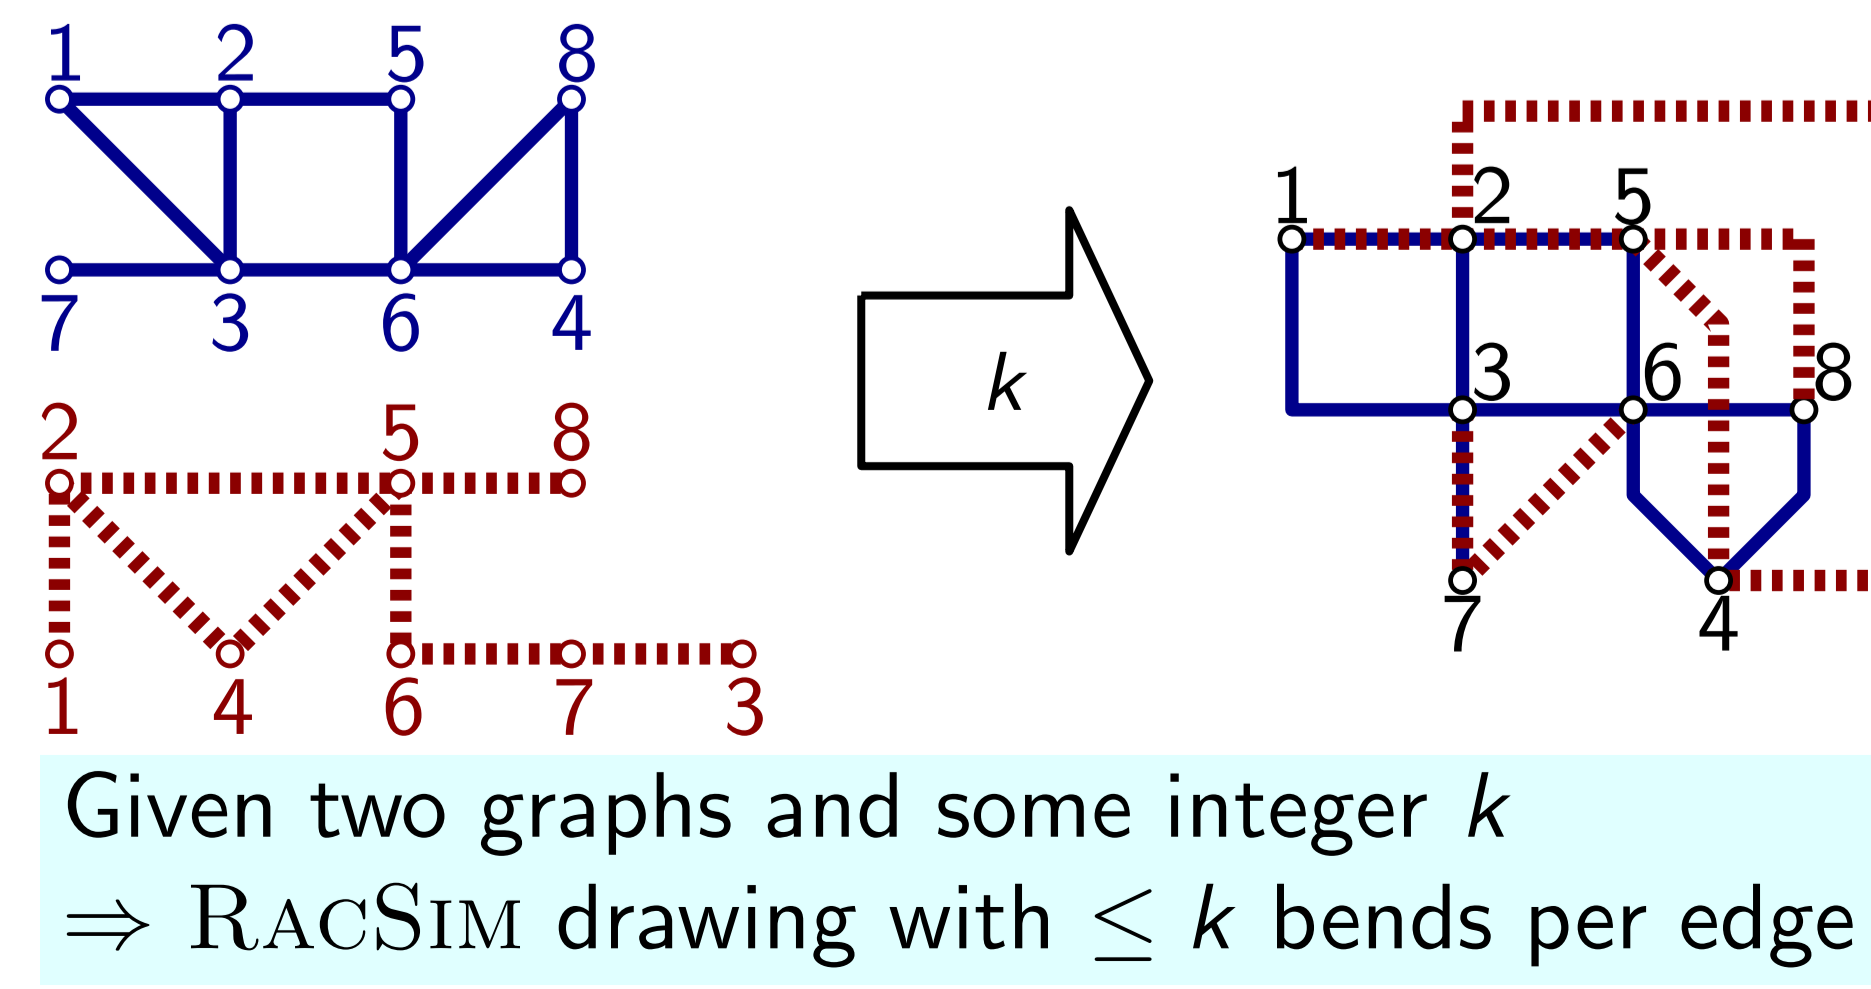 1 2 5 8
7 3 6 4
2 5 8
1 4 6 7 3
k
1 2 5
3 6 8
7 4
Given two graphs and some integer k
⇒ RACSIM drawing with ≤ k bends per edge